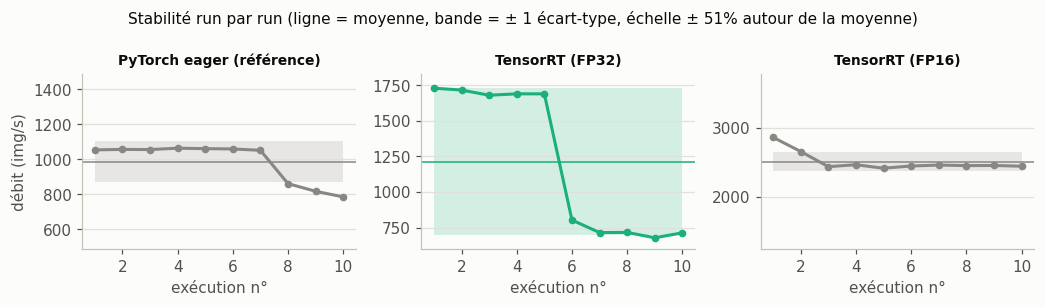 Stabilité run par run (ligne = moyenne, bande = ± 1 écart-type, échelle ± 51% autour de la moyenne)
PyTorch eager (référence)
TensorRT (FP32)
TensorRT (FP16)
débit (img/s)
1400
1200
1000
800
600
2 4 6 8 10
exécution n°
1750
1500
1250
1000
750
2 4 6 8 10
exécution n°
3000
2000
2 4 6 8 10
exécution n°